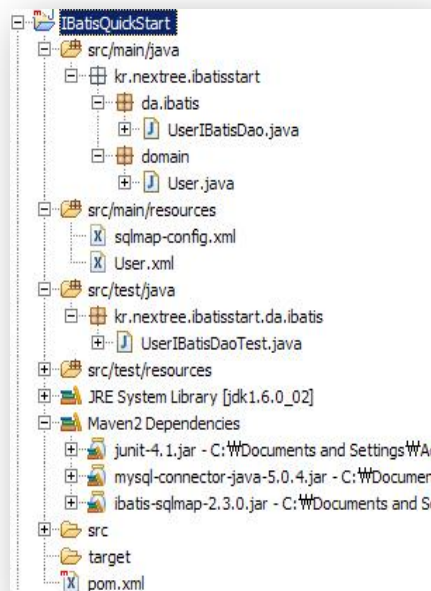 IBatisQuickStart
src/main/java
kr.nextree.ibatisstart
da.ibatis
UserIBatisDao.java
domain
User.java
src/main/resources
sqlmap-config.xml
User.xml
src/test/java
kr.nextree.ibatisstart.da.ibatis
UserIBatisDaoTest.java
src/test/resources
JRE System Library [jdk1.6.0_02]
Maven2 Dependencies
junit-4.1.jar - C:₩Documents and Settings₩A
mysql-connector-java-5.0.4.jar - C:₩Documen
ibatis-sqlmap-2.3.0.jar - C:₩Documents and S
src
target
pom.xml